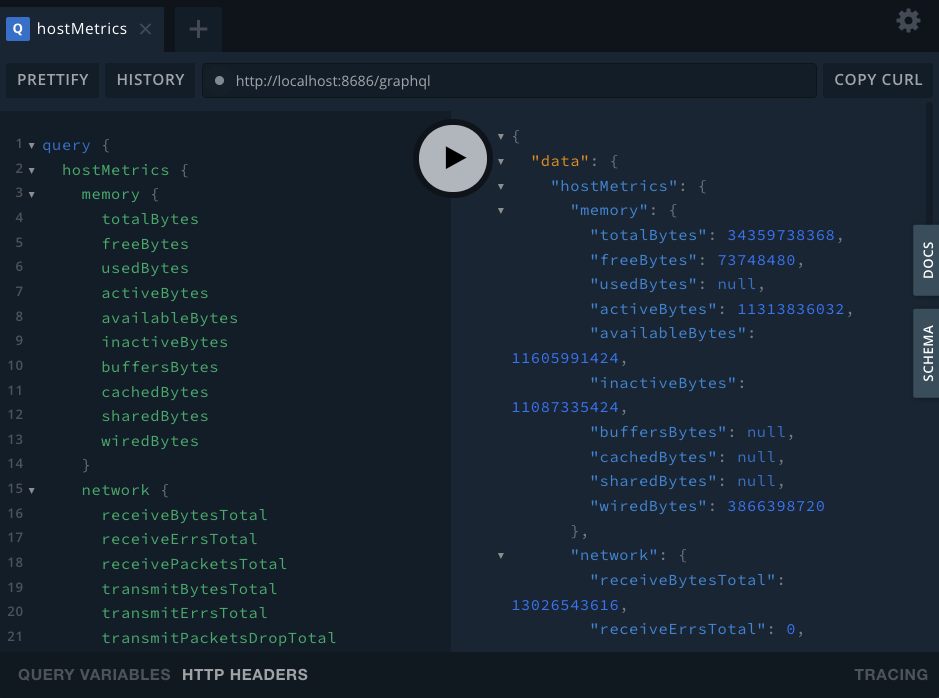 Q hostMetrics
PRETTIFY HISTORY http://localhost:8686/graphql COPY CURL
1 query {
2 hostMetrics {
3 memory {
4 totalBytes
5 freeBytes
6 usedBytes
7 activeBytes
8 availableBytes
9 inactiveBytes
10 buffersBytes
11 cachedBytes
12 sharedBytes
13 wiredBytes
14 }
15 network {
16 receiveBytesTotal
17 receiveErrsTotal
18 receivePacketsTotal
19 transmitBytesTotal
20 transmitErrsTotal
21 transmitPacketsDropTotal
{
"data": {
"hostMetrics": {
"memory": {
"totalBytes": 34359738368,
"freeBytes": 73748480,
"usedBytes": null,
"activeBytes": 11313836032,
"availableBytes":
11605991424,
"inactiveBytes":
11087335424,
"buffersBytes": null,
"cachedBytes": null,
"sharedBytes": null,
"wiredBytes": 3866398720
},
"network": {
"receiveBytesTotal":
13026543616,
"receiveErrsTotal": 0,
DOCS
SCHEMA
QUERY VARIABLES HTTP HEADERS TRACING